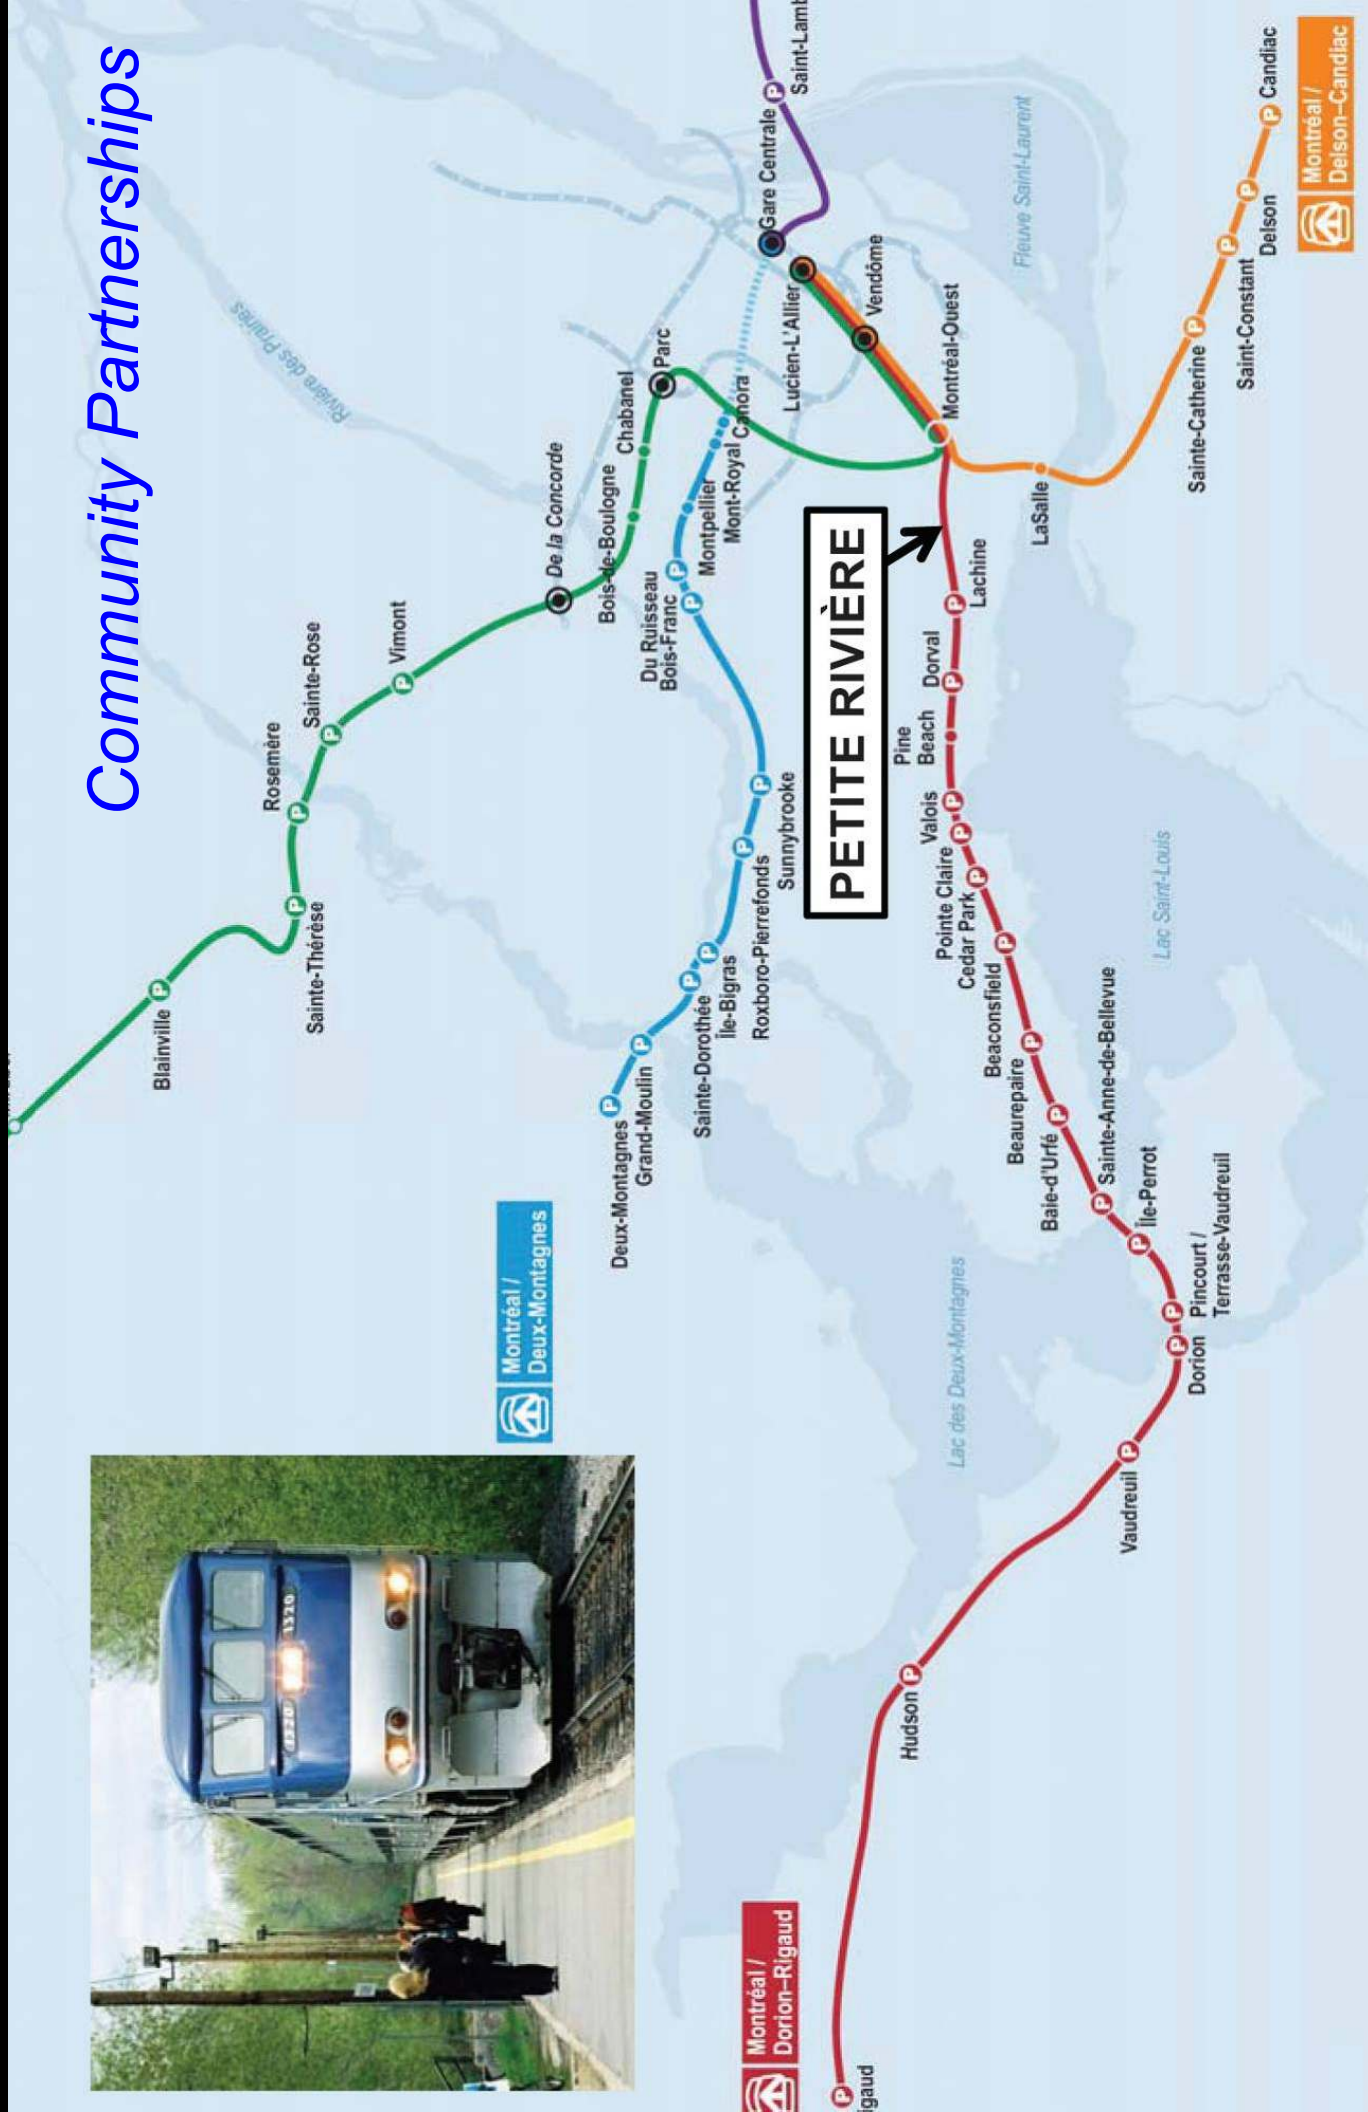 Community Partnerships
Blainville
Sainte-Thérèse
Rosemère
Sainte-Rose
Vimont
De la Concorde
Bois-de-Boulogne
Chabanel
Parc
Rivière des Prairies
Montréal /
Deux-Montagnes
Deux-Montagnes
Grand-Moulin
Sainte-Dorothée
Île-Bigras
Roxboro-Pierrefonds
Sunnybrooke
Bois-Franc
Du Ruisseau
Montpellier
Mont-Royal
Canora
Gare Centrale
Lucien-L'Allier
Vendôme
Montréal-Ouest
PETITE RIVIÈRE
Montréal /
Dorion–Rigaud
Hudson
Vaudreuil
Dorion
Pincourt /
Terrasse-Vaudreuil
Île-Perrot
Sainte-Anne-de-Bellevue
Baie-d'Urfé
Beaurepaire
Beaconsfield
Cedar Park
Pointe Claire
Valois
Pine
Beach
Dorval
Lachine
LaSalle
Sainte-Catherine
Saint-Constant
Delson
Candiac
Montréal /
Delson–Candiac
Lac des Deux-Montagnes
Lac Saint-Louis
Fleuve Saint-Laurent
1320
1320